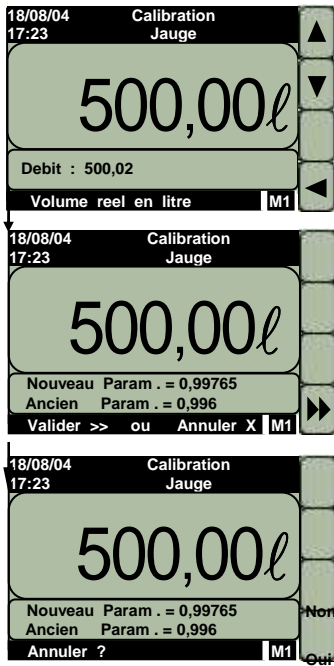 18/08/04 Calibration
17:23 Jauge
500,00ℓ
Debit : 500,02
Volume reel en litre M1
18/08/04 Calibration
17:23 Jauge
500,00ℓ
Nouveau Param . = 0,99765
Ancien Param . = 0,996
Valider >> ou Annuler X M1
18/08/04 Calibration
17:23 Jauge
500,00ℓ
Nouveau Param . = 0,99765
Non
Ancien Param . = 0,996
Annuler ? M1
Oui